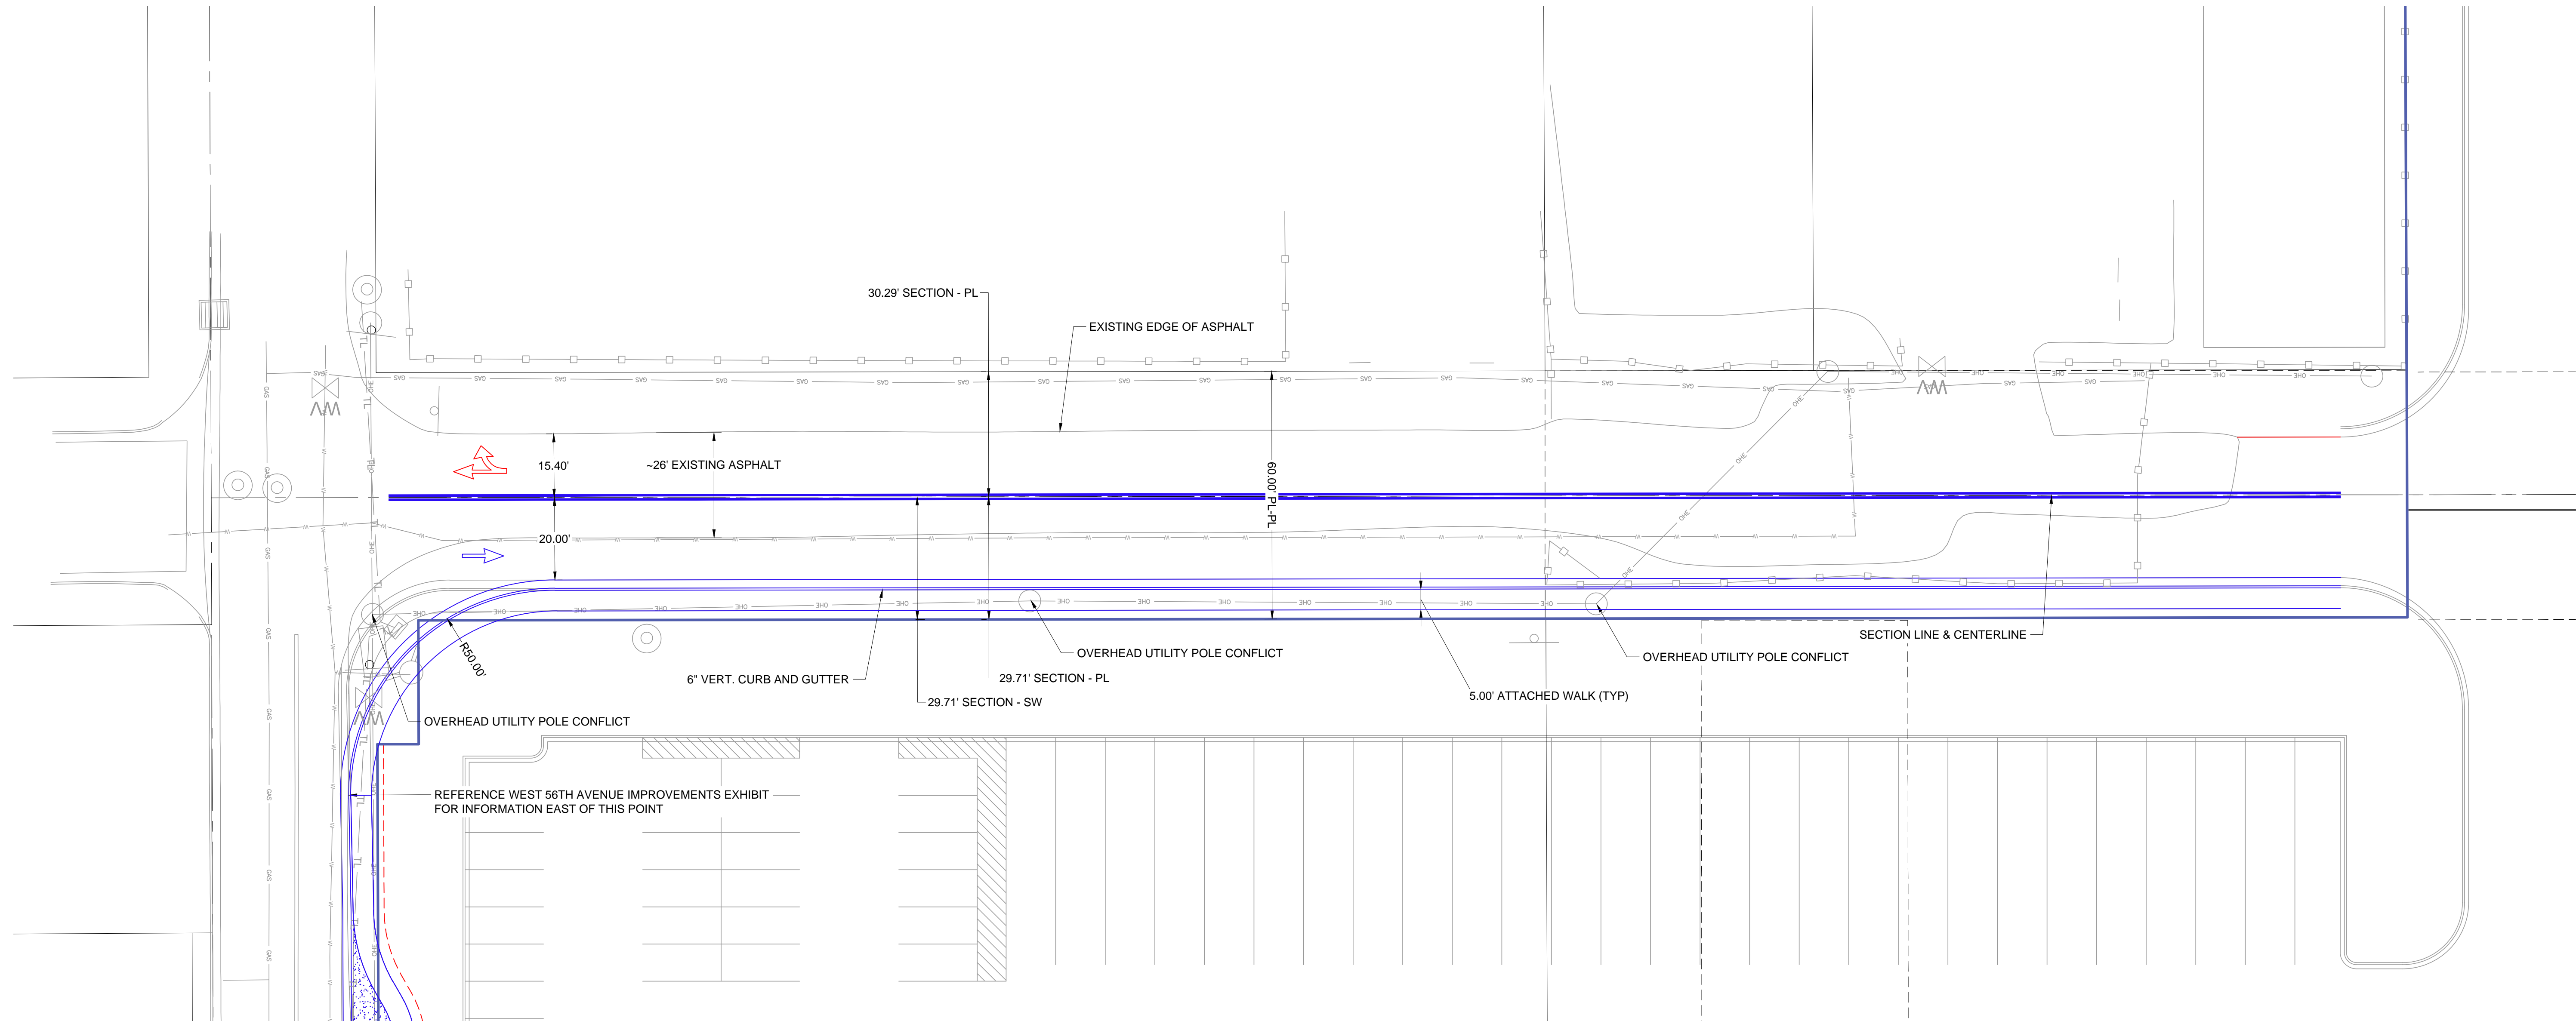 30.29' SECTION - PL
EXISTING EDGE OF ASPHALT
15.40'
~26' EXISTING ASPHALT
60.00' PL-PL
20.00'
SECTION LINE & CENTERLINE
OVERHEAD UTILITY POLE CONFLICT
OVERHEAD UTILITY POLE CONFLICT
R50.00'
6" VERT. CURB AND GUTTER
29.71' SECTION - PL
5.00' ATTACHED WALK (TYP)
29.71' SECTION - SW
OVERHEAD UTILITY POLE CONFLICT
REFERENCE WEST 56TH AVENUE IMPROVEMENTS EXHIBIT
FOR INFORMATION EAST OF THIS POINT
GAS
OHE
W
TL